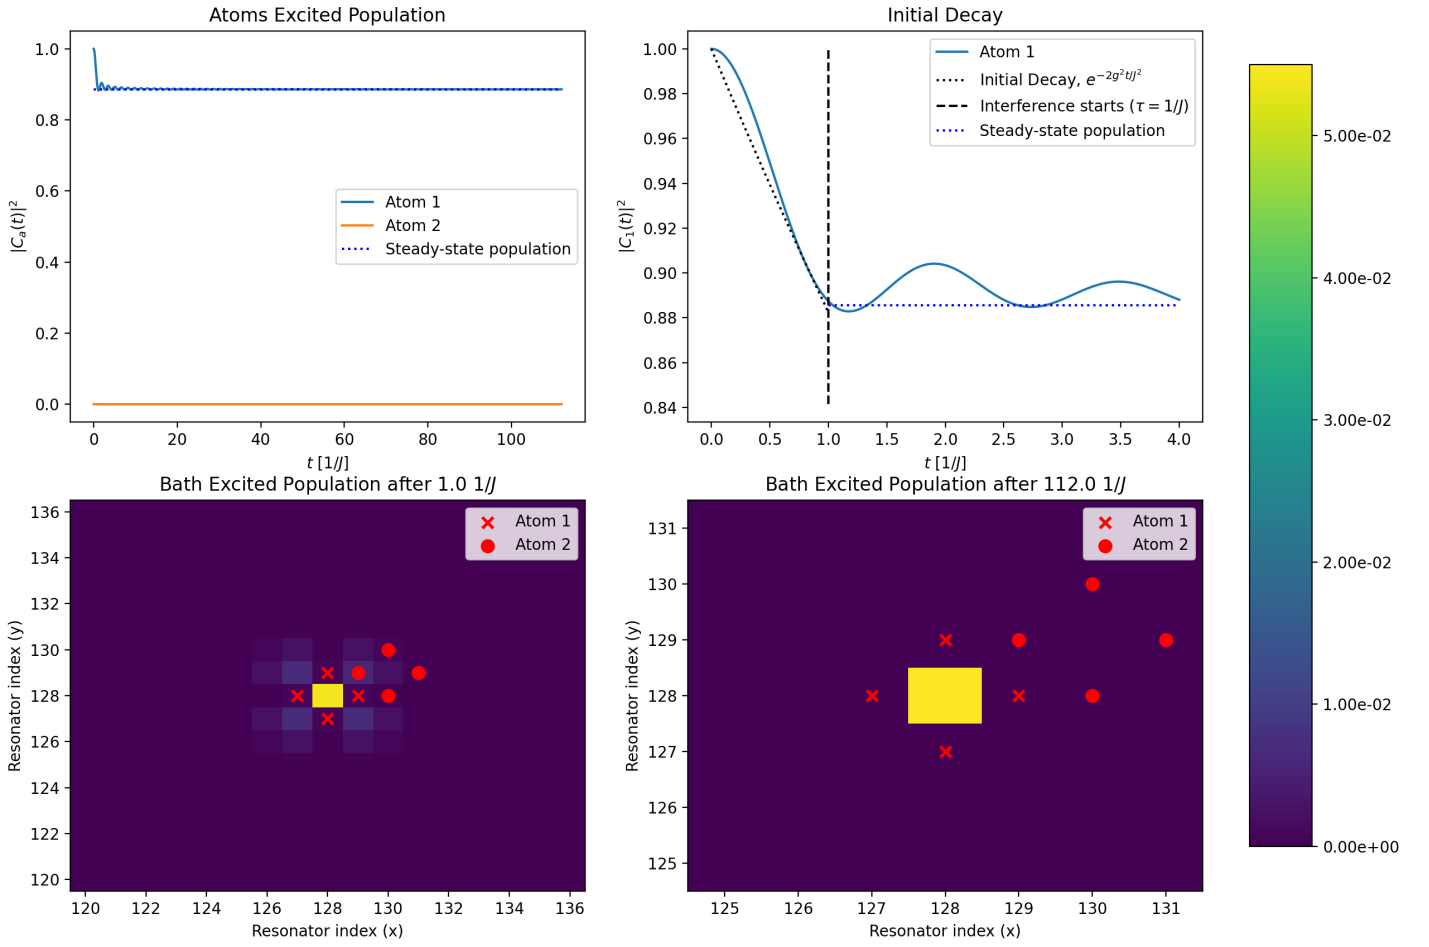 Atoms Excited Population
1.0
0.8
0.6
0.4
0.2
0.0
|C_a(t)|^2
Atom 1
Atom 2
Steady-state population
0 20 40 60 80 100
t [1/J]
Initial Decay
1.00
0.98
0.96
0.94
0.92
0.90
0.88
0.86
0.84
|C_1(t)|^2
Atom 1
Initial Decay, e^{-2g^2t/J^2}
Interference starts (τ = 1/J)
Steady-state population
0.0 0.5 1.0 1.5 2.0 2.5 3.0 3.5 4.0
t [1/J]
Bath Excited Population after 1.0 1/J
136
134
132
130
128
126
124
122
120
Resonator index (y)
Atom 1
Atom 2
120 122 124 126 128 130 132 134 136
Resonator index (x)
Bath Excited Population after 112.0 1/J
131
130
129
128
127
126
125
Resonator index (y)
Atom 1
Atom 2
125 126 127 128 129 130 131
Resonator index (x)
5.00e-02
4.00e-02
3.00e-02
2.00e-02
1.00e-02
0.00e+00